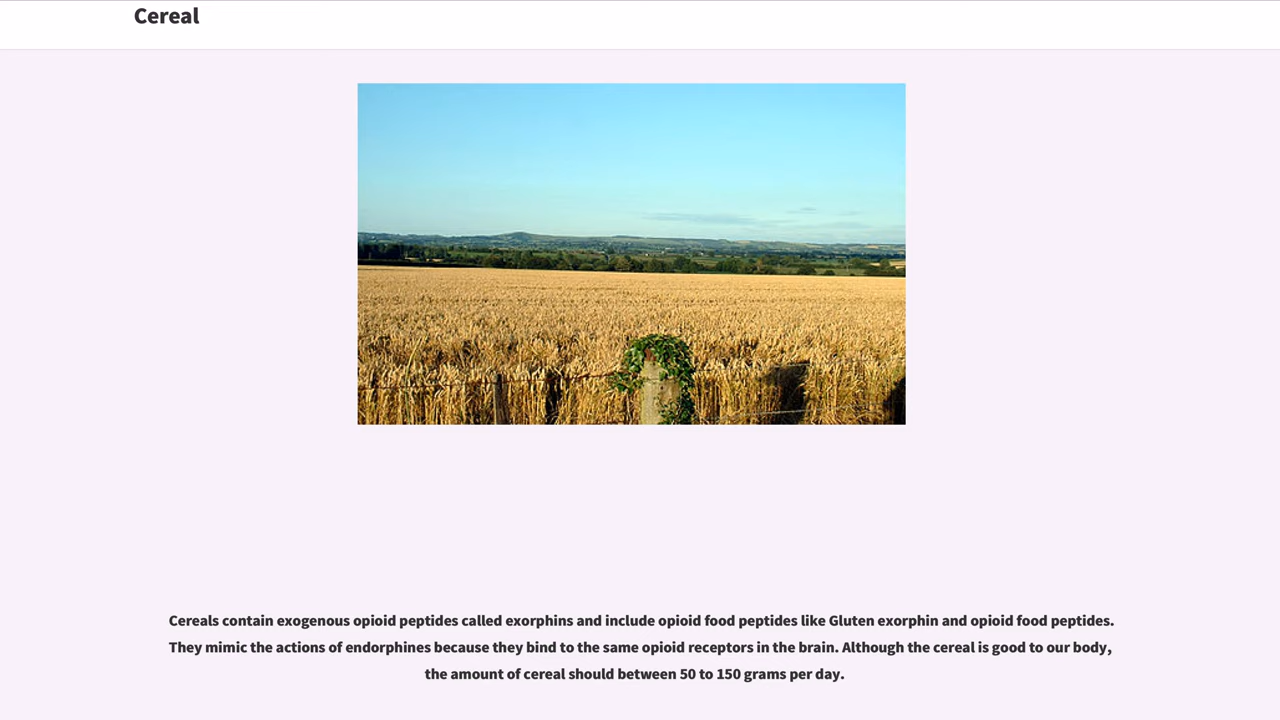 Cereal
Cereals contain exogenous opioid peptides called exorphins and include opioid food peptides like Gluten exorphin and opioid food peptides.
They mimic the actions of endorphines because they bind to the same opioid receptors in the brain. Although the cereal is good to our body,
the amount of cereal should between 50 to 150 grams per day.